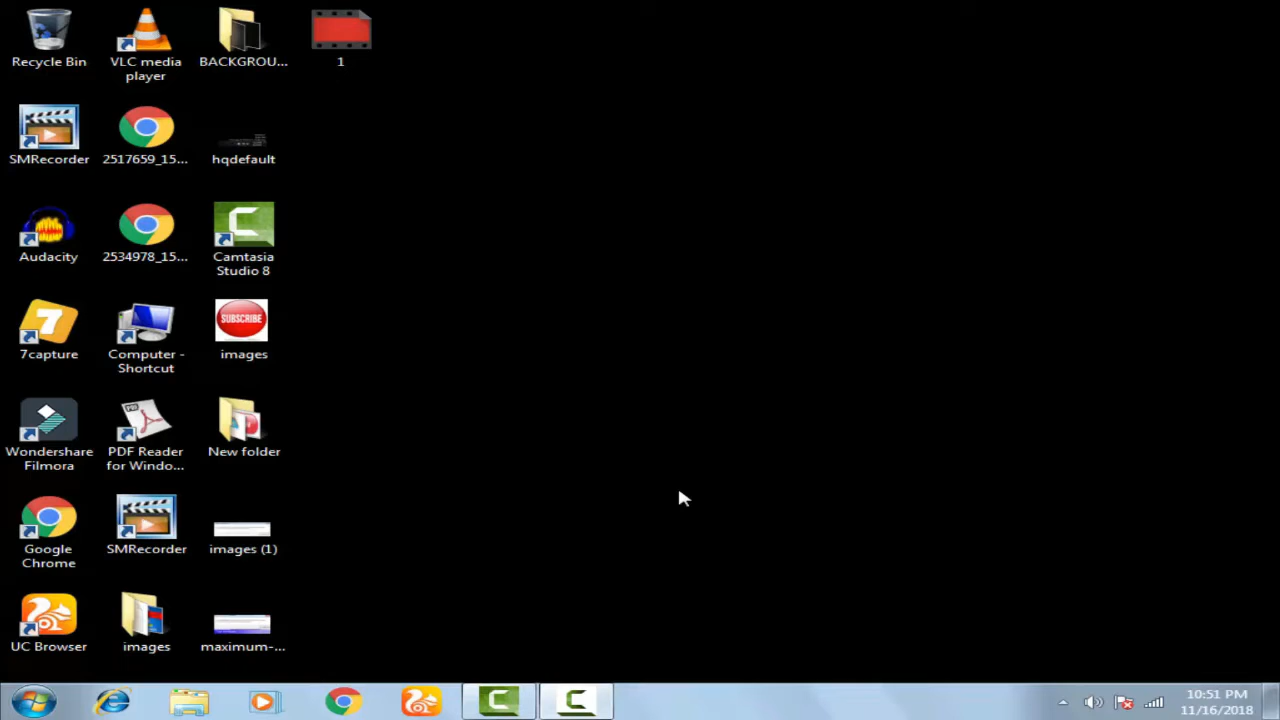 Recycle Bin
VLC media
player
BACKGROU...
1
SMRecorder
2517659_15...
hqdefault
Audacity
2534978_15...
Camtasia
Studio 8
7
SUBSCRIBE
7capture
Computer -
Shortcut
images
Wondershare
Filmora
PDF Reader
for Windo...
New folder
Google
Chrome
SMRecorder
images (1)
UC Browser
images
maximum-...
10:51 PM
11/16/2018